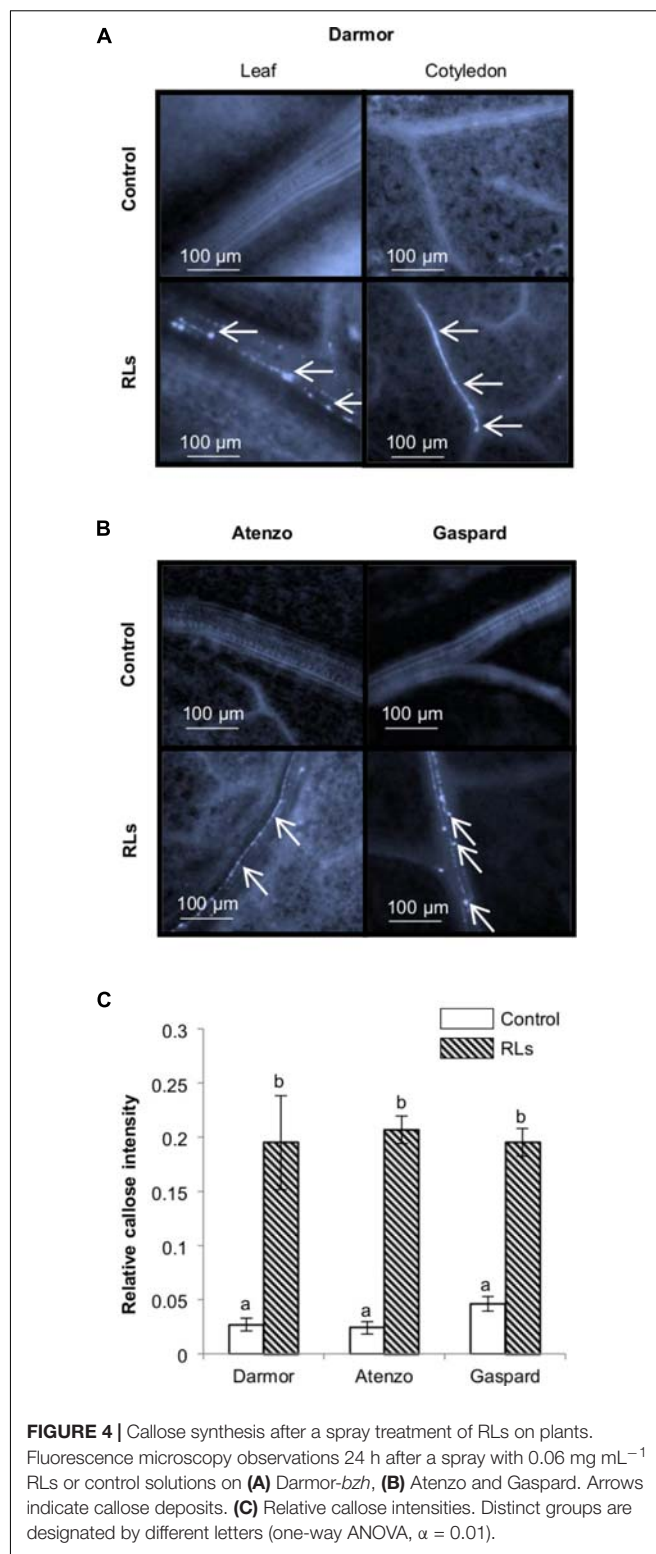 A
Darmor
Leaf Cotyledon
Control
100 µm 100 µm
RLs
100 µm 100 µm
B
Atenzo Gaspard
Control
100 µm 100 µm
RLs
100 µm 100 µm
C
Control
RLs
Relative callose intensity
0.3
0.25
0.2
0.15
0.1
0.05
0
a b a b a b
Darmor Atenzo Gaspard
FIGURE 4 | Callose synthesis after a spray treatment of RLs on plants.
Fluorescence microscopy observations 24 h after a spray with 0.06 mg mL⁻¹
RLs or control solutions on (A) Darmor-bzh, (B) Atenzo and Gaspard. Arrows
indicate callose deposits. (C) Relative callose intensities. Distinct groups are
designated by different letters (one-way ANOVA, α = 0.01).